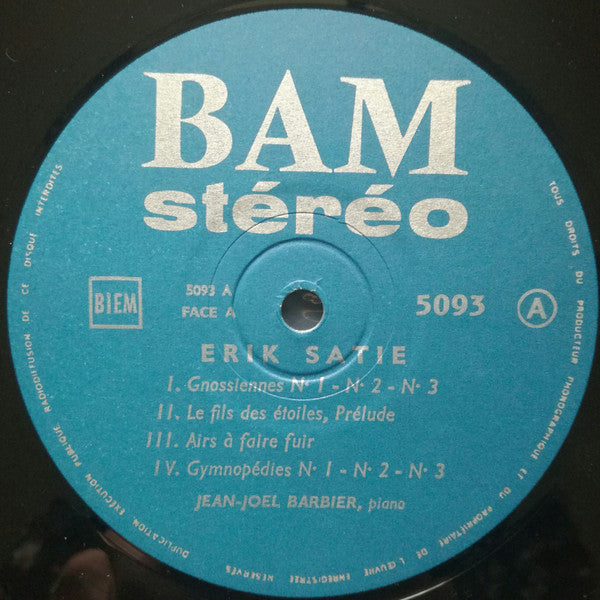 BAM
stéréo
BIEM
5093 A
FACE A
5093
A
ERIK SATIE
I. Gnossiennes N• 1 - N• 2 - N• 3
II. Le fils des étoiles, Prélude
III. Airs à faire fuir
IV. Gymnopédies N• 1 - N• 2 - N• 3
JEAN-JOEL BARBIER, piano
TOUS DROITS DU PRODUCTEUR PHONOGRAPHIQUE ET DU PROPRIÉTAIRE DE L'ŒUVRE ENREGISTRÉE RÉSERVÉS
DUPLICATION EXÉCUTION PUBLIQUE RADIODIFFUSION DE CE DISQUE INTERDITES